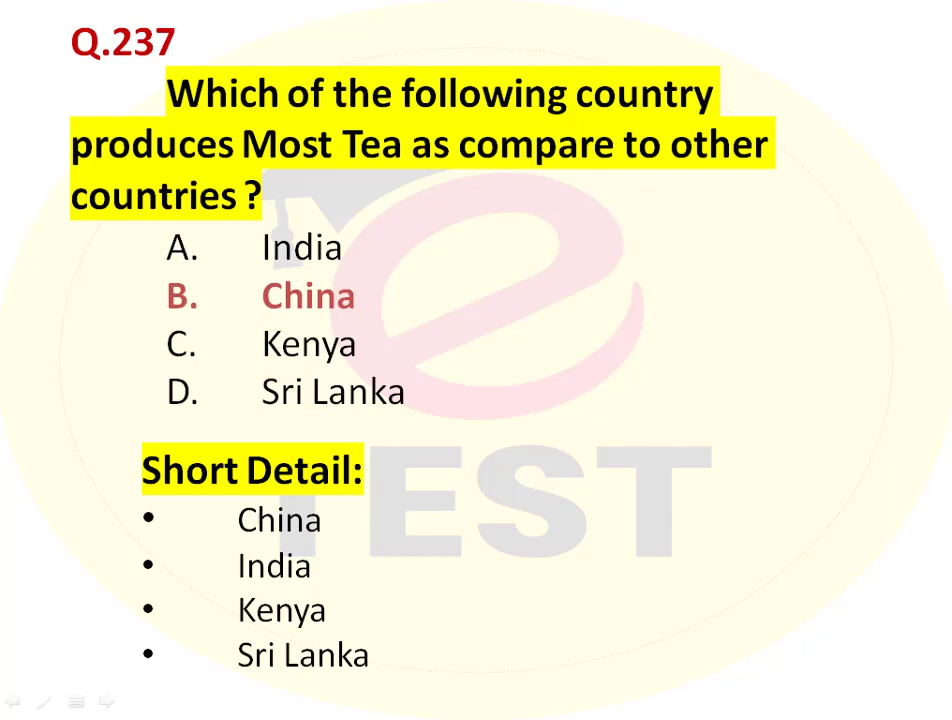 Q.237
Which of the following country
produces Most Tea as compare to other
countries ?
A. India
B. China
C. Kenya
D. Sri Lanka
Short Detail:
• China
• India
• Kenya
• Sri Lanka
e
TEST